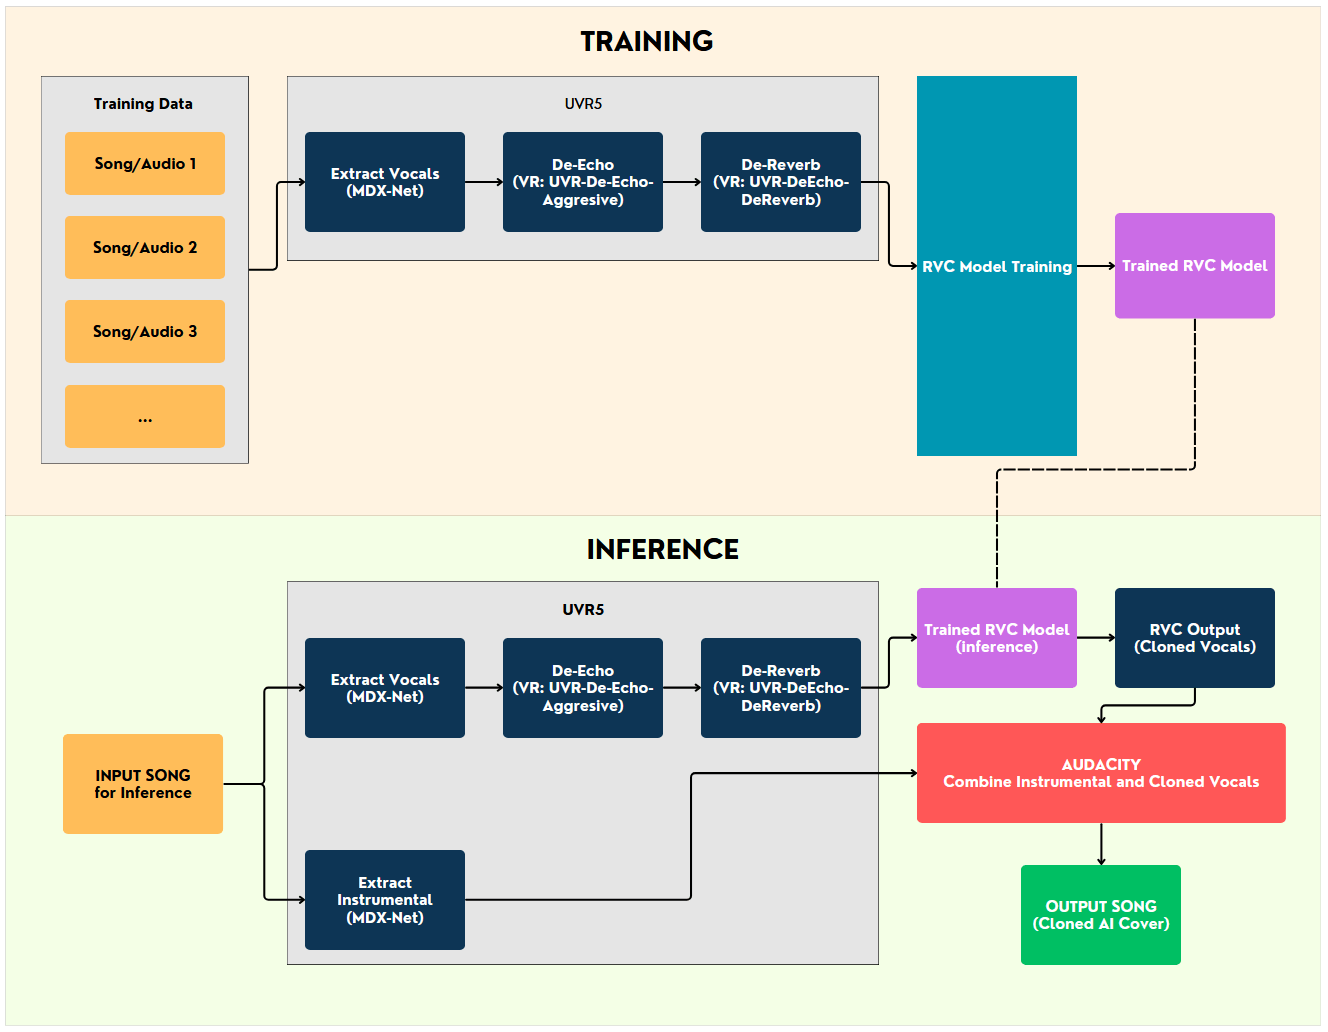 TRAINING
Training Data
Song/Audio 1
Song/Audio 2
Song/Audio 3
...
UVR5
Extract Vocals
(MDX-Net)
De-Echo
(VR: UVR-De-Echo-
Aggresive)
De-Reverb
(VR: UVR-DeEcho-
DeReverb)
RVC Model Training
Trained RVC Model
INFERENCE
INPUT SONG
for Inference
UVR5
Extract Vocals
(MDX-Net)
De-Echo
(VR: UVR-De-Echo-
Aggresive)
De-Reverb
(VR: UVR-DeEcho-
DeReverb)
Extract
Instrumental
(MDX-Net)
Trained RVC Model
(inference)
RVC Output
(Cloned Vocals)
AUDACITY
Combine Instrumental and Cloned Vocals
OUTPUT SONG
(Cloned AI Cover)